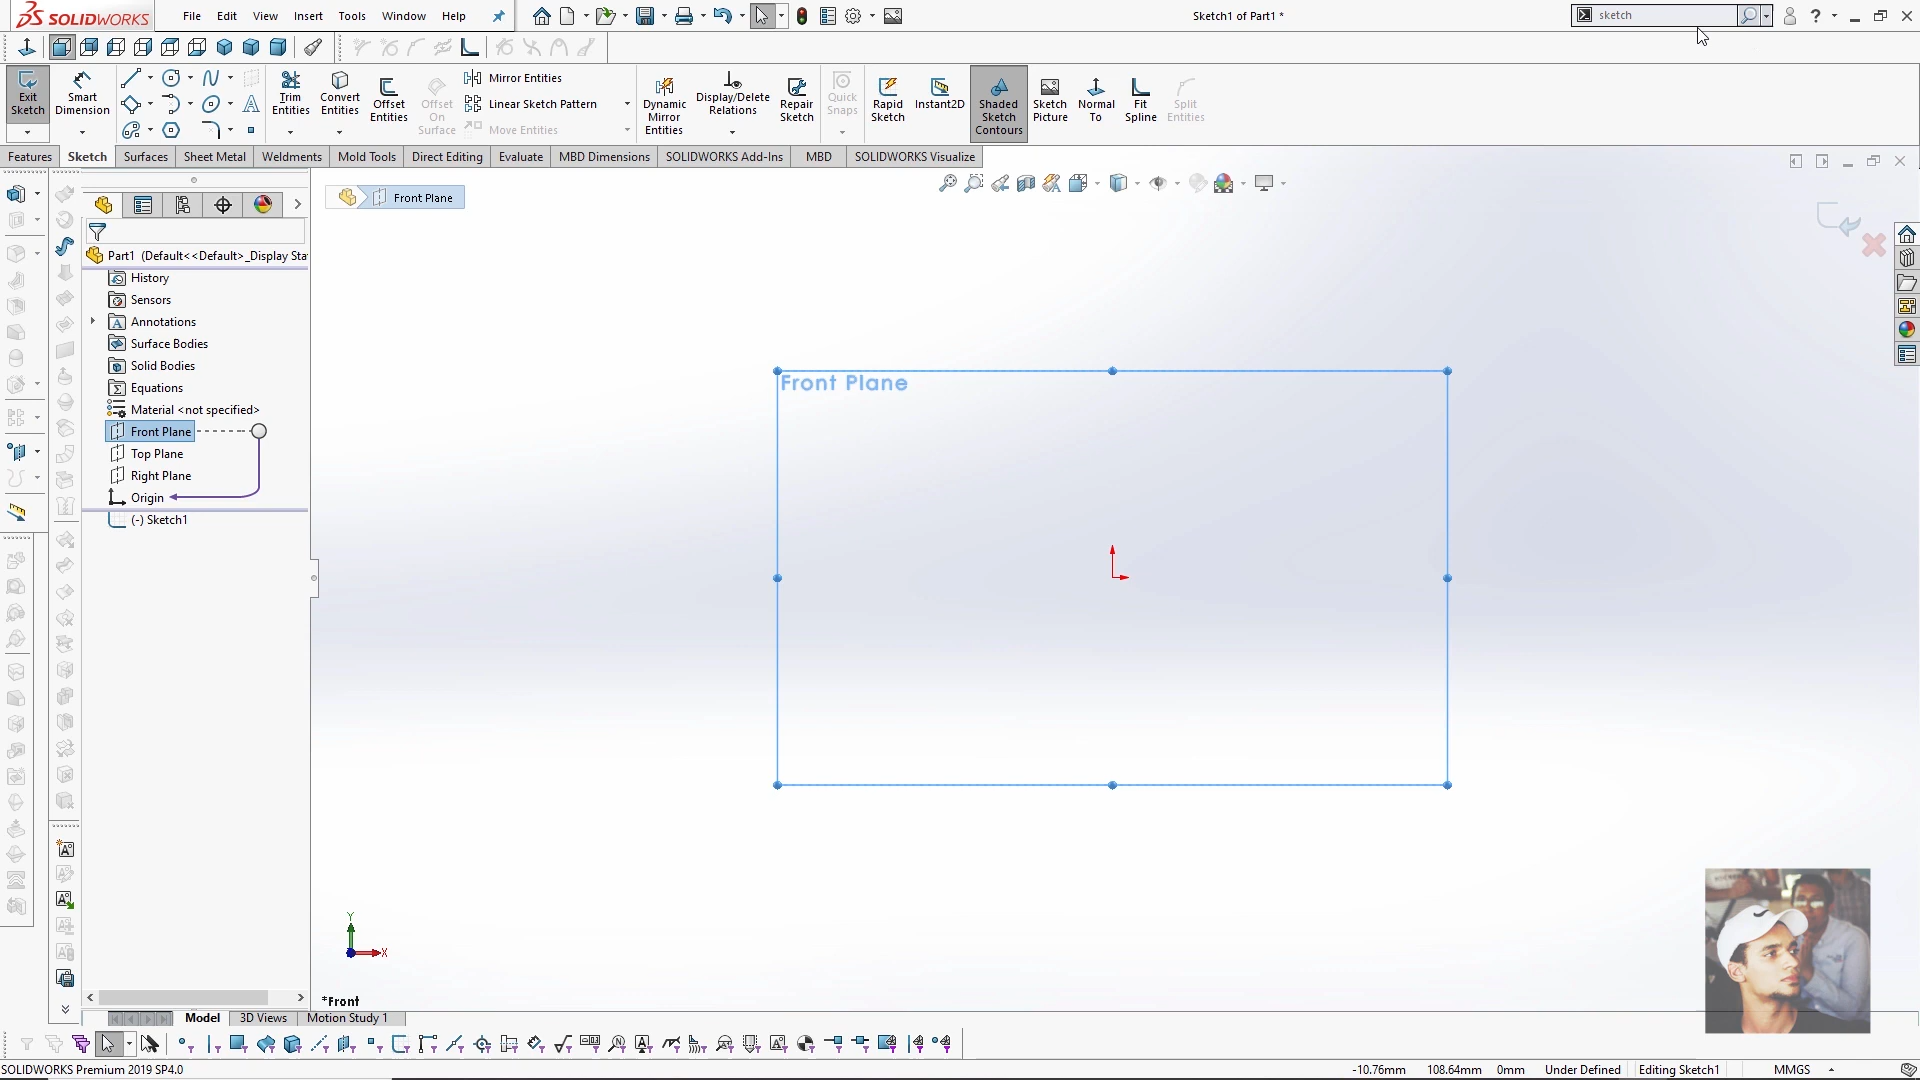 SOLIDWORKS
File Edit View Insert Tools Window Help
Sketch1 of Part1 *
sketch
Exit Sketch
Smart Dimension
Trim Entities
Convert Entities
Offset Entities
Offset On Surface
Mirror Entities
Linear Sketch Pattern
Move Entities
Dynamic Mirror Entities
Display/Delete Relations
Repair Sketch
Quick Snaps
Rapid Sketch
Instant2D
Shaded Sketch Contours
Sketch Picture
Normal To
Fit Spline
Split Entities
Features Sketch Surfaces Sheet Metal Weldments Mold Tools Direct Editing Evaluate MBD Dimensions SOLIDWORKS Add-Ins MBD SOLIDWORKS Visualize
Front Plane
Part1 (Default<<Default>_Display Sta
History
Sensors
Annotations
Surface Bodies
Solid Bodies
Equations
Material <not specified>
Front Plane
Top Plane
Right Plane
Origin
(-) Sketch1
Front Plane
Y
X
*Front
Model 3D Views Motion Study 1
SOLIDWORKS Premium 2019 SP4.0
-10.76mm 108.64mm 0mm Under Defined Editing Sketch1 MMGS